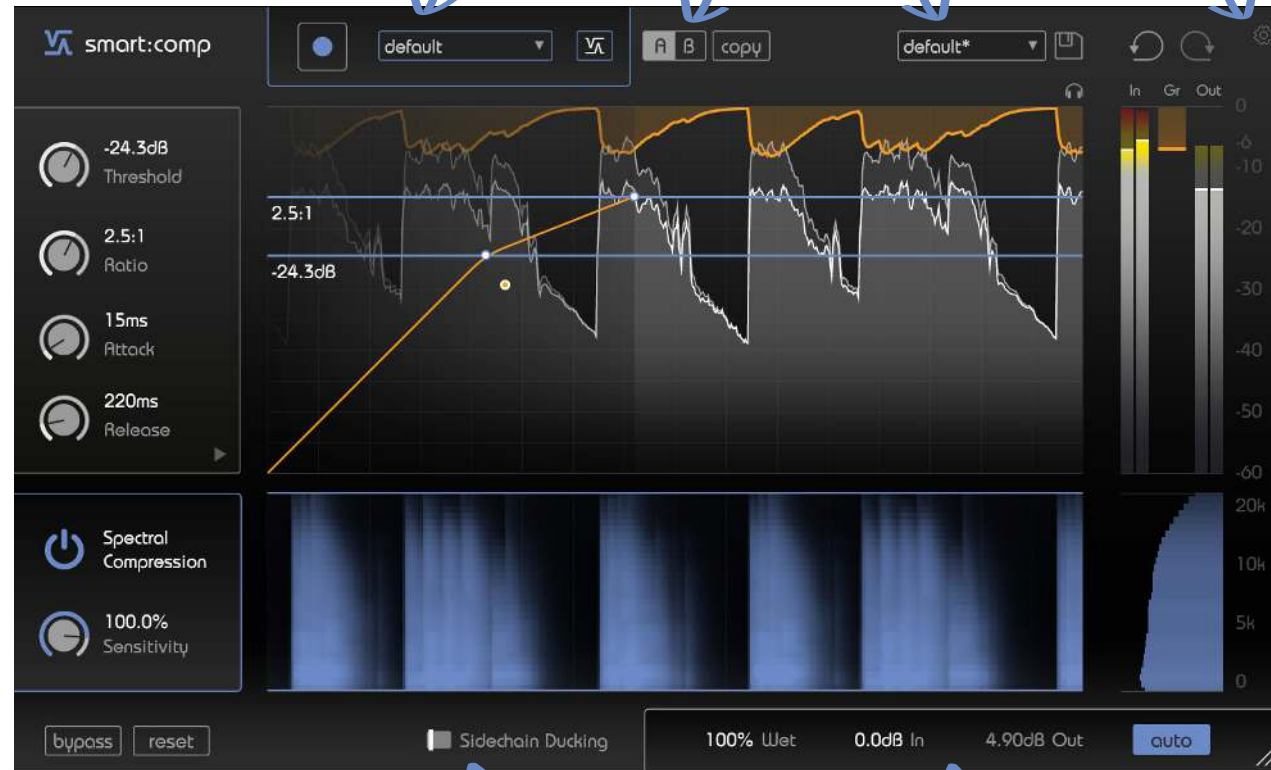 smart:comp
default
A B copy
default*
In Gr Out
-24.3dB
Threshold
2.5:1
Ratio
15ms
Attack
220ms
Release
2.5:1
-24.3dB
0
-6
-10
-20
-30
-40
-50
-60
Spectral
Compression
100.0%
Sensitivity
20k
10k
5k
0
bypass reset
Sidechain Ducking
100% Wet 0.0dB In 4.90dB Out auto